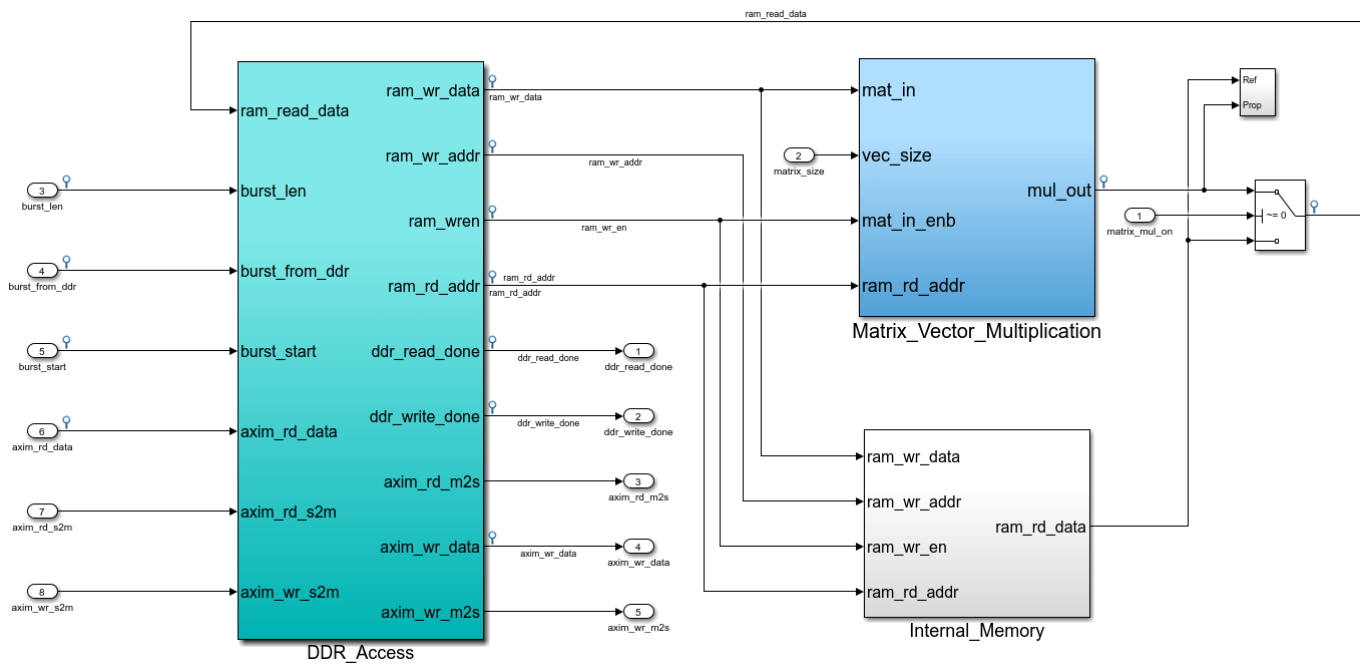 ram_read_data
ram_read_data
burst_len
burst_from_ddr
burst_start
axim_rd_data
axim_rd_s2m
axim_wr_s2m
ram_wr_data
ram_wr_addr
ram_wren
ram_rd_addr
ddr_read_done
ddr_write_done
axim_rd_m2s
axim_wr_data
axim_wr_m2s
DDR_Access
3
burst_len
4
burst_from_ddr
5
burst_start
6
axim_rd_data
7
axim_rd_s2m
8
axim_wr_s2m
ram_wr_data
ram_wr_addr
ram_wr_en
ram_rd_addr
ram_rd_addr
ddr_read_done
1
ddr_read_done
ddr_write_done
2
ddr_write_done
3
axim_rd_m2s
axim_wr_data
4
axim_wr_data
5
axim_wr_m2s
2
matrix_size
mat_in
vec_size
mat_in_enb
ram_rd_addr
mul_out
Matrix_Vector_Multiplication
ram_wr_data
ram_wr_addr
ram_wr_en
ram_rd_addr
ram_rd_data
Internal_Memory
1
matrix_mul_on
Ref
Prop
~= 0